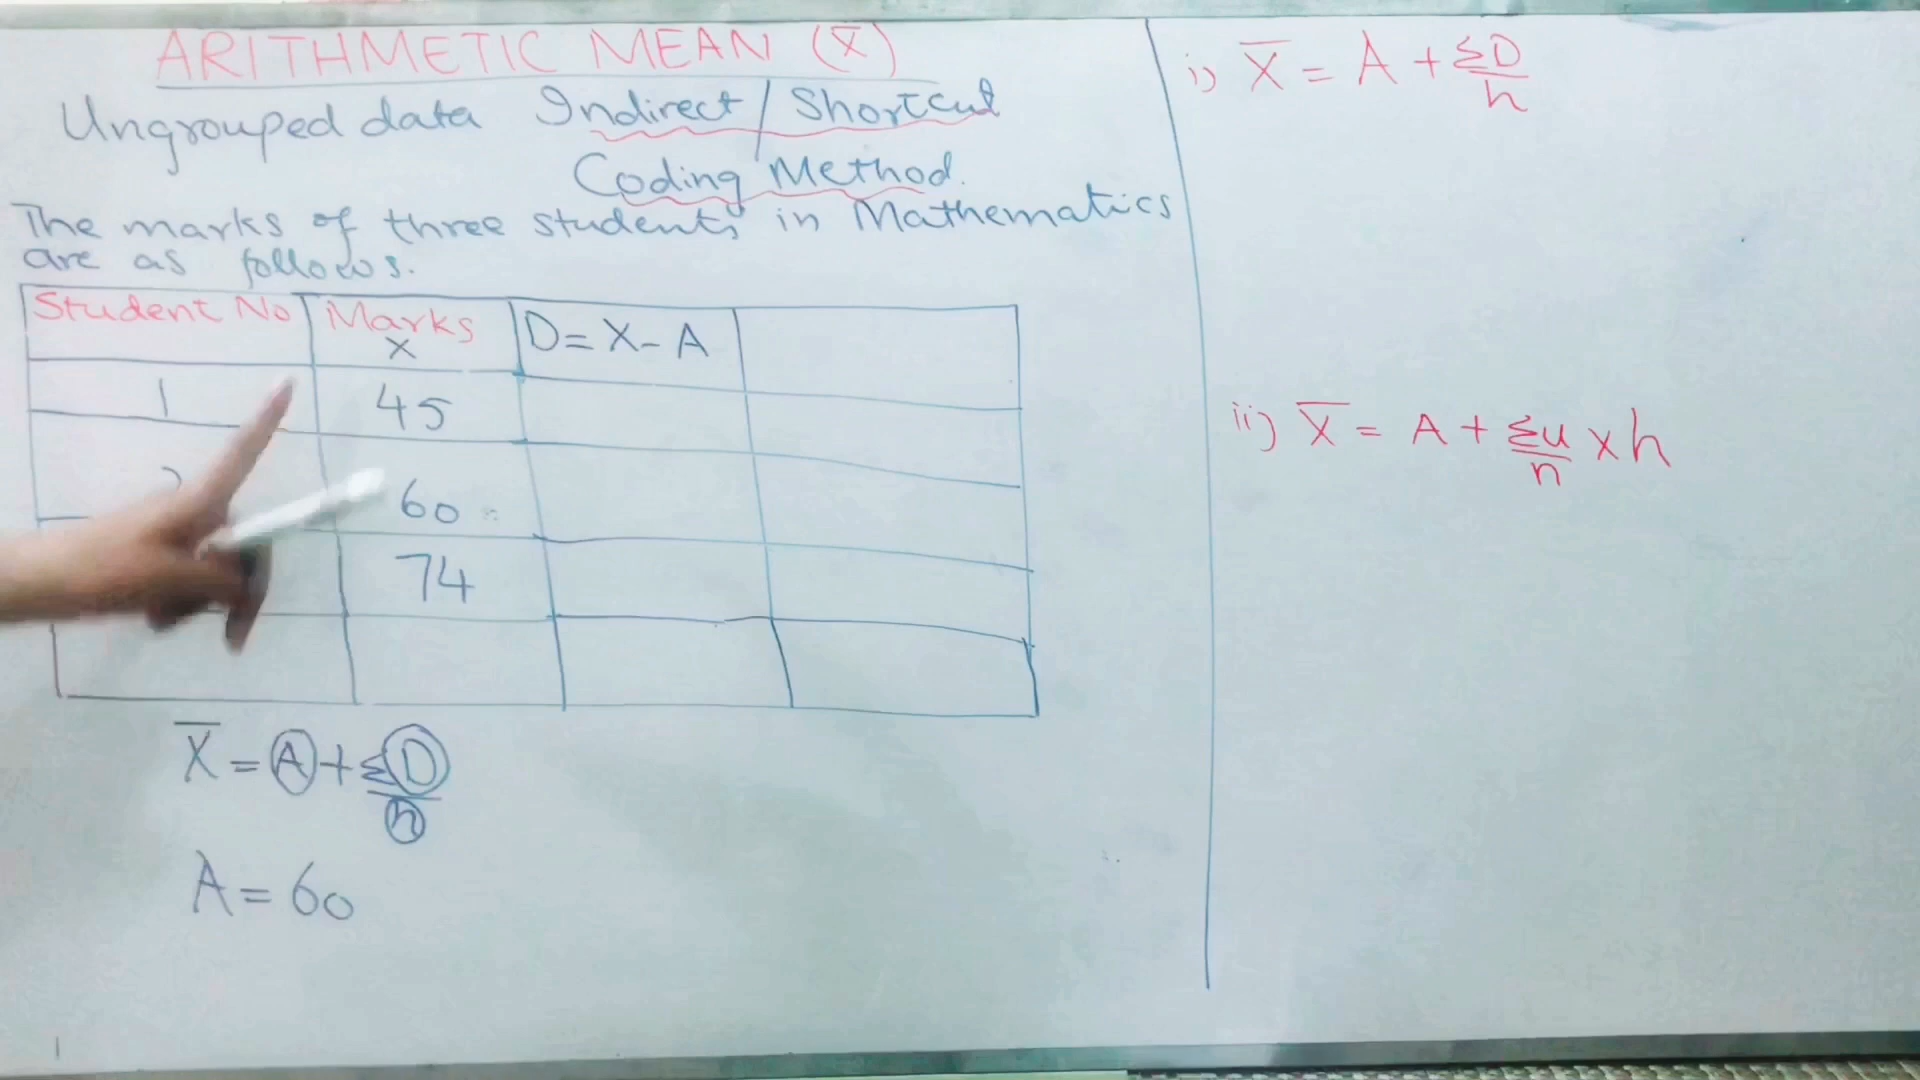 ARITHMETIC MEAN (X̅)
Ungrouped data Indirect / Shortcut
Coding Method.
The marks of three students in Mathematics
are as follows.
Student No Marks X D = X - A
1 45
60
74
X̅ = A + ΣD/n
A = 60
i) X̅ = A + ΣD/n
ii) X̅ = A + Σu/n x h